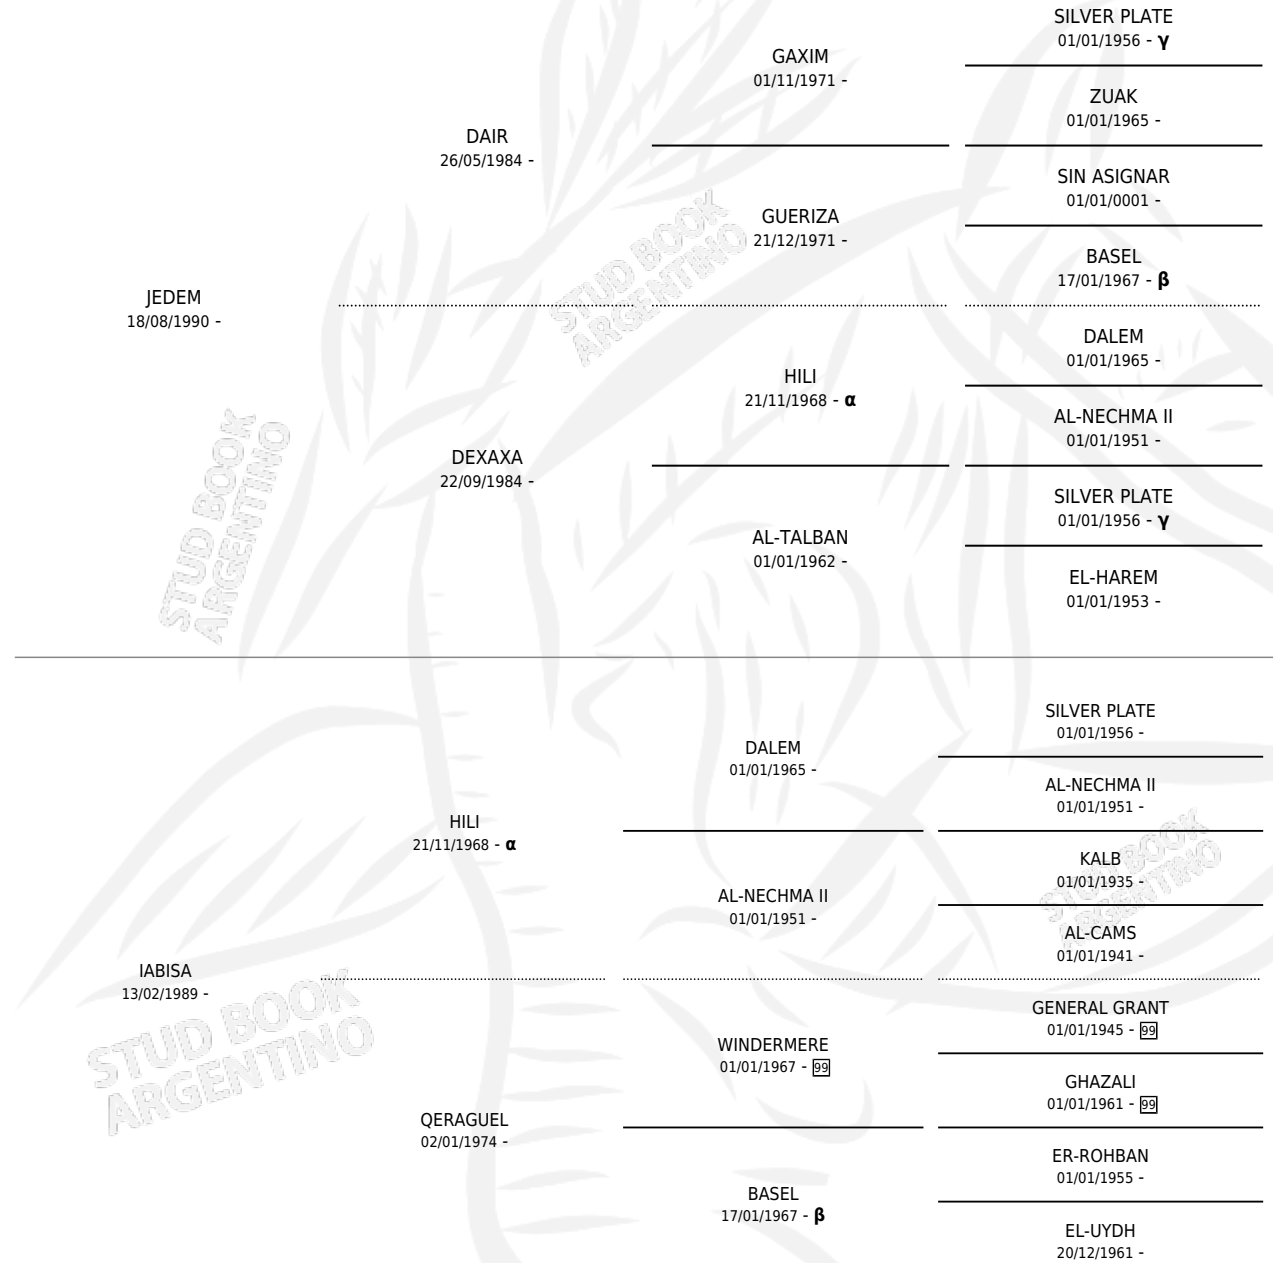 SILVER PLATE
01/01/1956 - γ
GAXIM
01/11/1971 -
ZUAK
01/01/1965 -
DAIR
26/05/1984 -
SIN ASIGNAR
01/01/0001 -
GUERIZA
21/12/1971 -
BASEL
17/01/1967 - β
JEDEM
18/08/1990 -
DALEM
01/01/1965 -
HILI
21/11/1968 - α
AL-NECHMA II
01/01/1951 -
DEXAXA
22/09/1984 -
SILVER PLATE
01/01/1956 - γ
AL-TALBAN
01/01/1962 -
EL-HAREM
01/01/1953 -
SILVER PLATE
01/01/1956 -
DALEM
01/01/1965 -
AL-NECHMA II
01/01/1951 -
HILI
21/11/1968 - α
KALB
01/01/1935 -
AL-NECHMA II
01/01/1951 -
AL-CAMS
01/01/1941 -
IABISA
13/02/1989 -
GENERAL GRANT
01/01/1945 - 99
WINDERMERE
01/01/1967 - 99
GHAZALI
01/01/1961 - 99
QERAGUEL
02/01/1974 -
ER-ROHBAN
01/01/1955 -
BASEL
17/01/1967 - β
EL-UYDH
20/12/1961 -
STUD BOOK
ARGENTINO
STUD BOOK
ARGENTINO
STUD BOOK
ARGENTINO
STUD BOOK
ARGENTINO